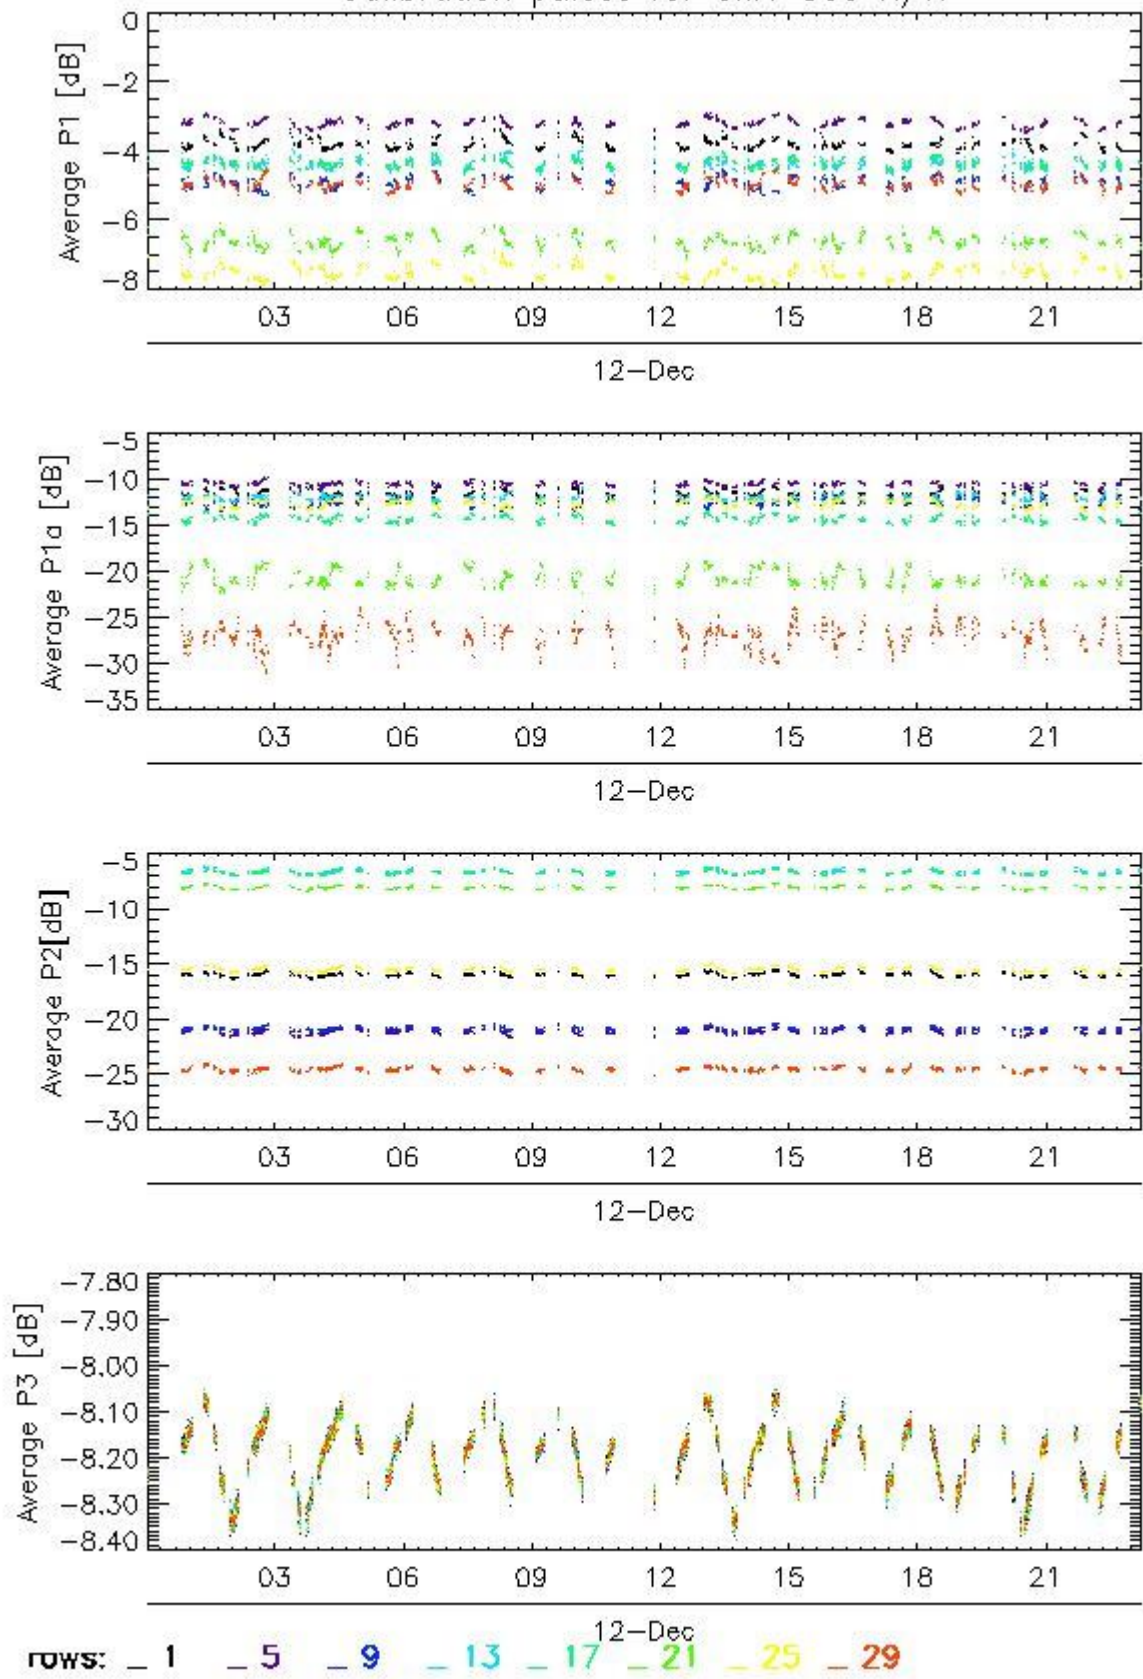 0
-2
-4
-6
-8
Average P1 [dB]
03 06 09 12 15 18 21
12-Dec
-5
-10
-15
-20
-25
-30
-35
Average P1a [dB]
03 06 09 12 15 18 21
12-Dec
-5
-10
-15
-20
-25
-30
Average P2[dB]
03 06 09 12 15 18 21
12-Dec
-7.80
-7.90
-8.00
-8.10
-8.20
-8.30
-8.40
Average P3 [dB]
03 06 09 12 15 18 21
12-Dec
rows: _ 1 _ 5 _ 9 _ 13 _ 17 _ 21 _ 25 _ 29